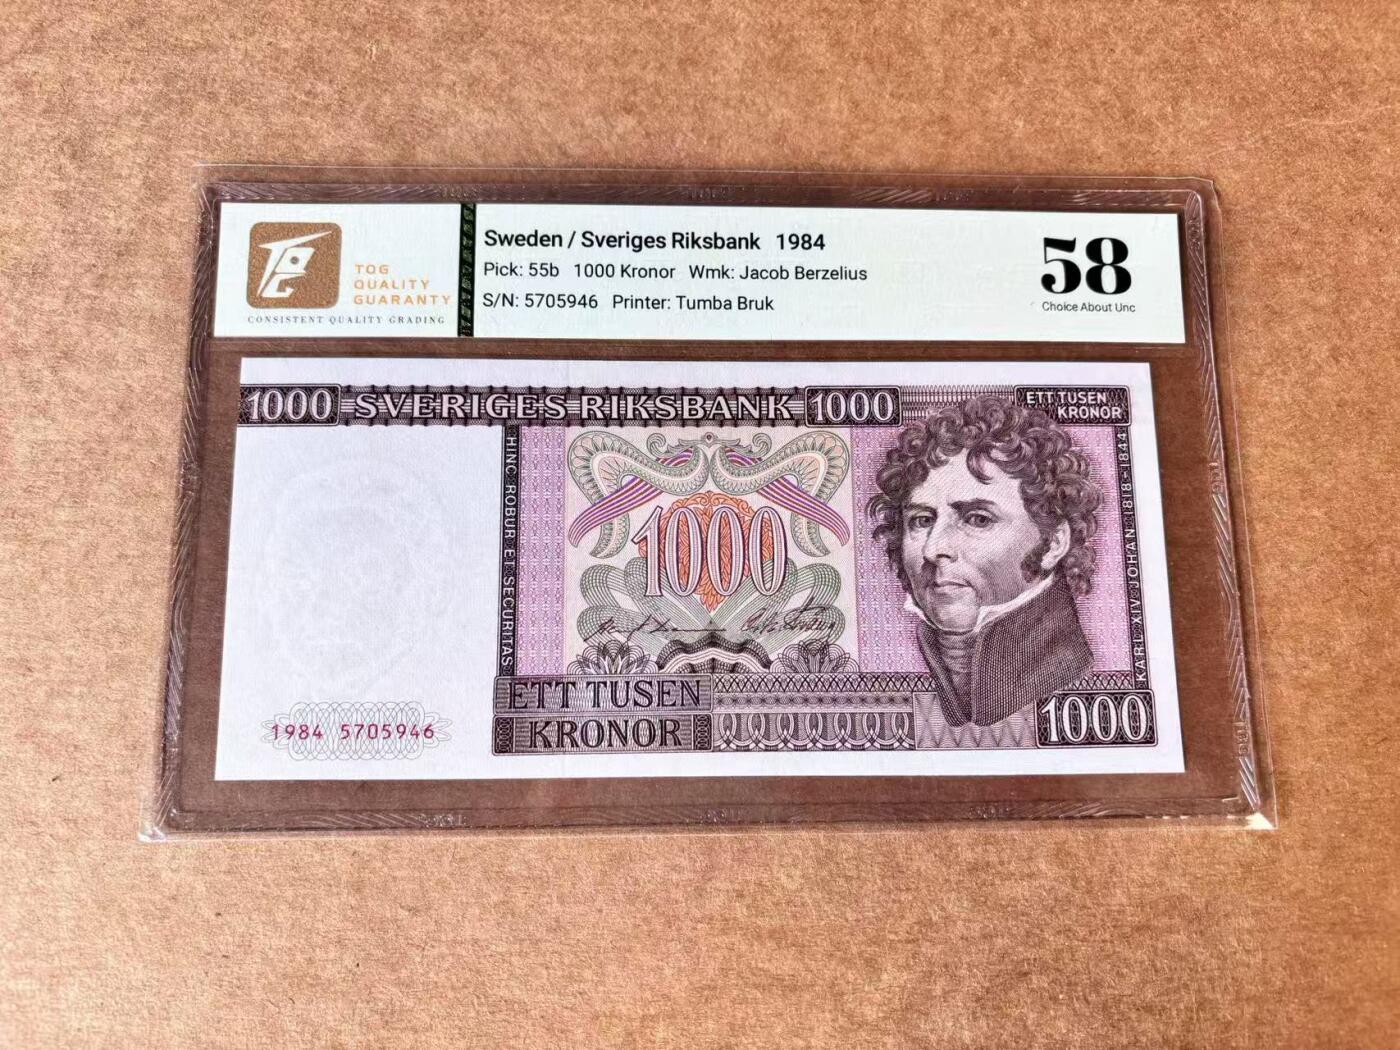 TQG
QUALITY
GUARANTY
CONSISTENT QUALITY GRADING
Sweden / Sveriges Riksbank 1984
Pick: 55b 1000 Kronor Wmk: Jacob Berzelius
S/N: 5705946 Printer: Tumba Bruk
58
Choice About Unc
1000 SVERIGES RIKSBANK 1000
ETT TUSEN
KRONOR
HINC ROBUR ET SECURITAS
1000
KARL XIV JOHAN 1818-1844
ETT TUSEN
KRONOR
1984 5705946
1000